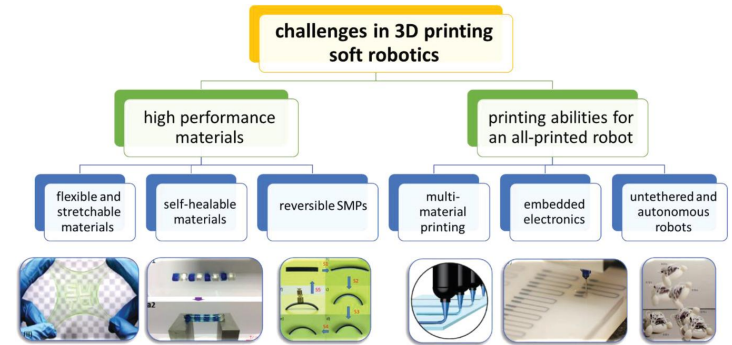 challenges in 3D printing
soft robotics
high performance
materials
printing abilities for
an all-printed robot
flexible and
stretchable
materials
self-healable
materials
reversible SMPs
multi-
material
printing
embedded
electronics
untethered and
autonomous
robots
a2